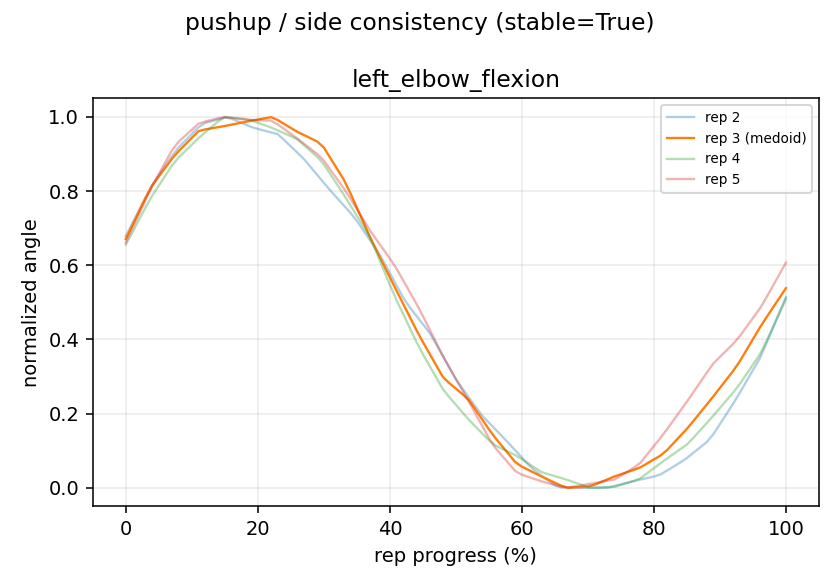 pushup / side consistency (stable=True)
left_elbow_flexion
rep 2
rep 3 (medoid)
rep 4
rep 5
normalized angle
1.0
0.8
0.6
0.4
0.2
0.0
0 20 40 60 80 100
rep progress (%)